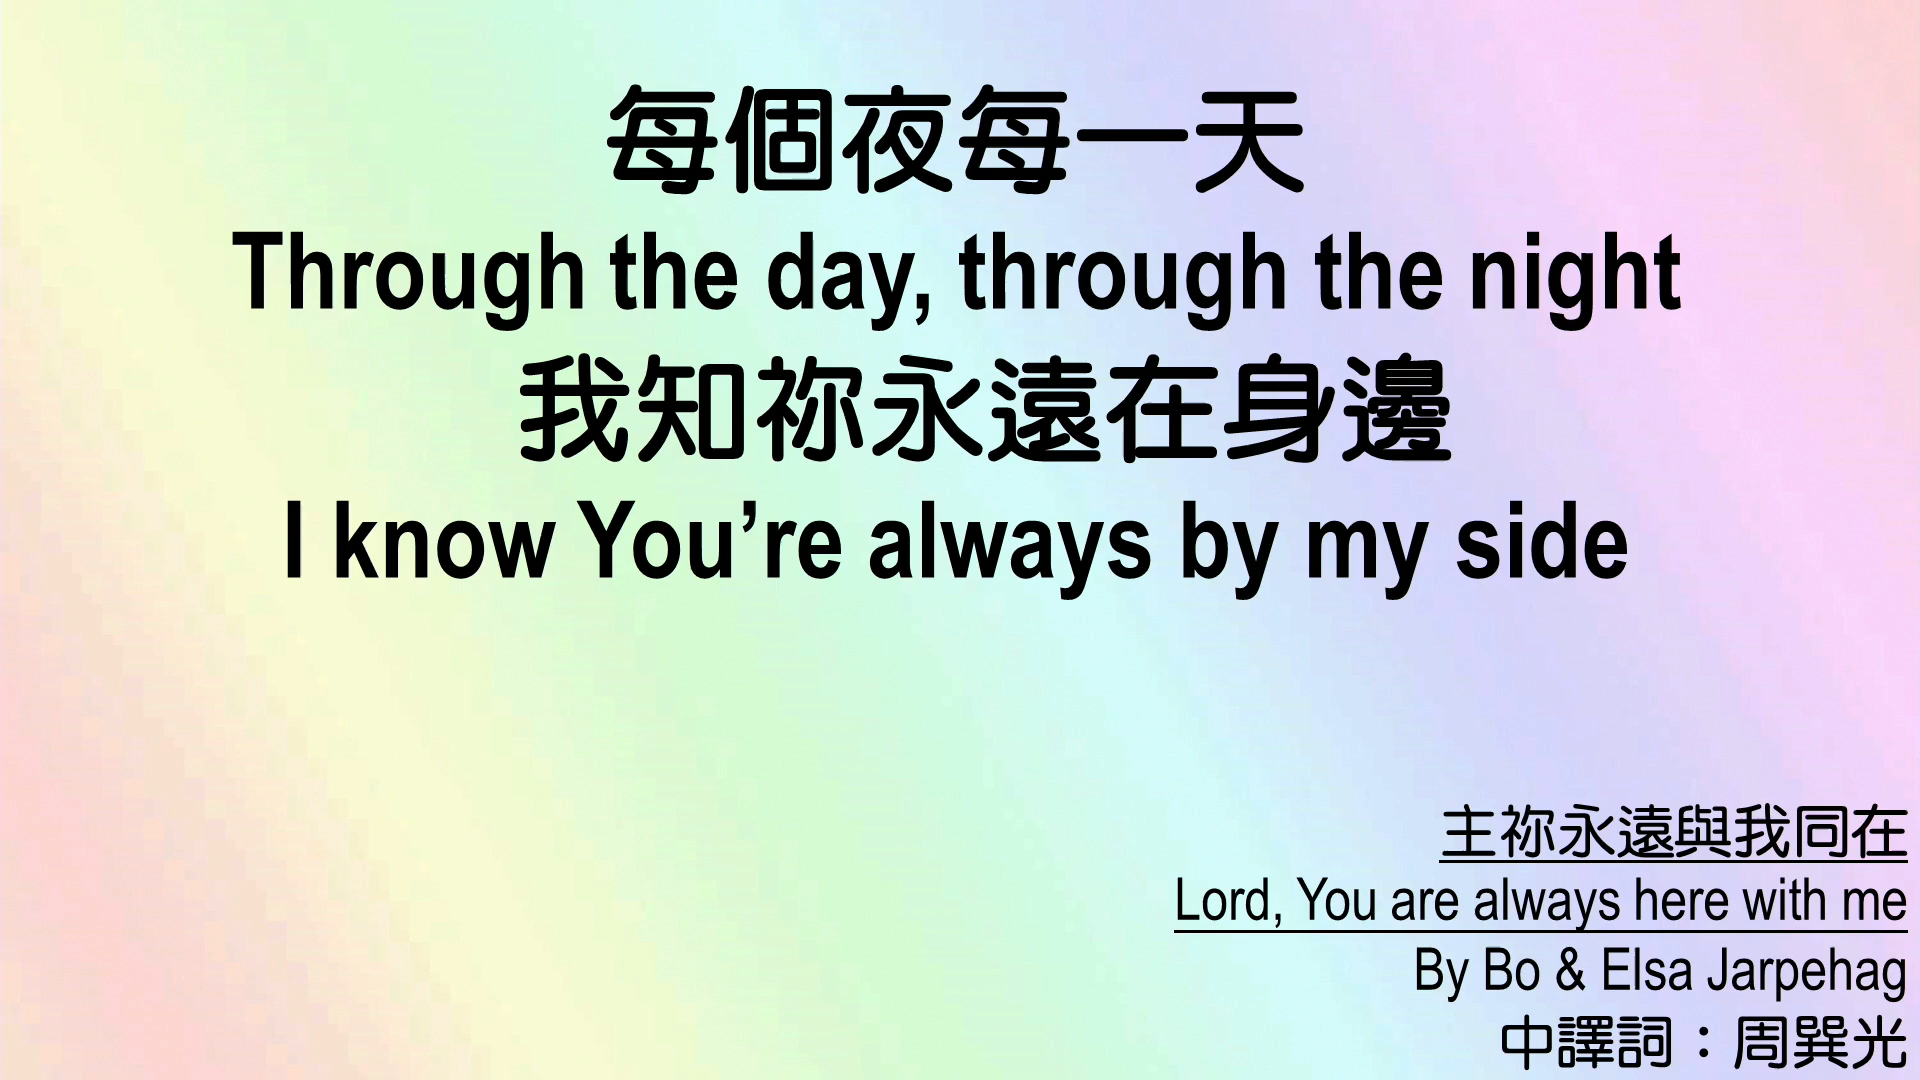 每個夜每一天
Through the day, through the night
我知祢永遠在身邊
I know You’re always by my side
主祢永遠與我同在
Lord, You are always here with me
By Bo & Elsa Jarpehag
中譯詞：周巽光